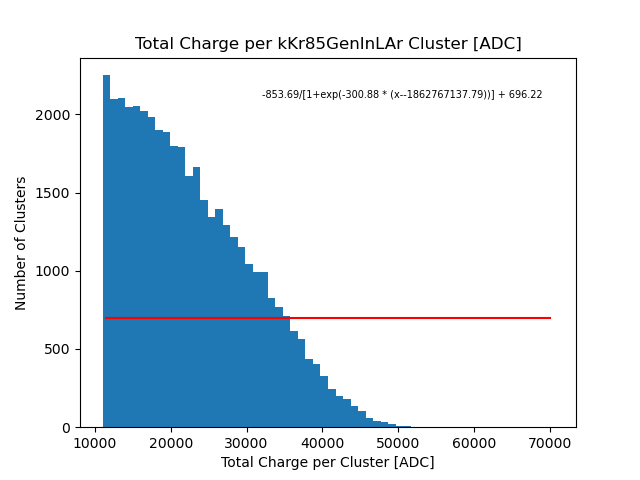 Total Charge per kKr85GenInLAr Cluster [ADC]
-853.69/[1+exp(-300.88 * (x--1862767137.79))] + 696.22
Number of Clusters
2000
1500
1000
500
0
10000 20000 30000 40000 50000 60000 70000
Total Charge per Cluster [ADC]